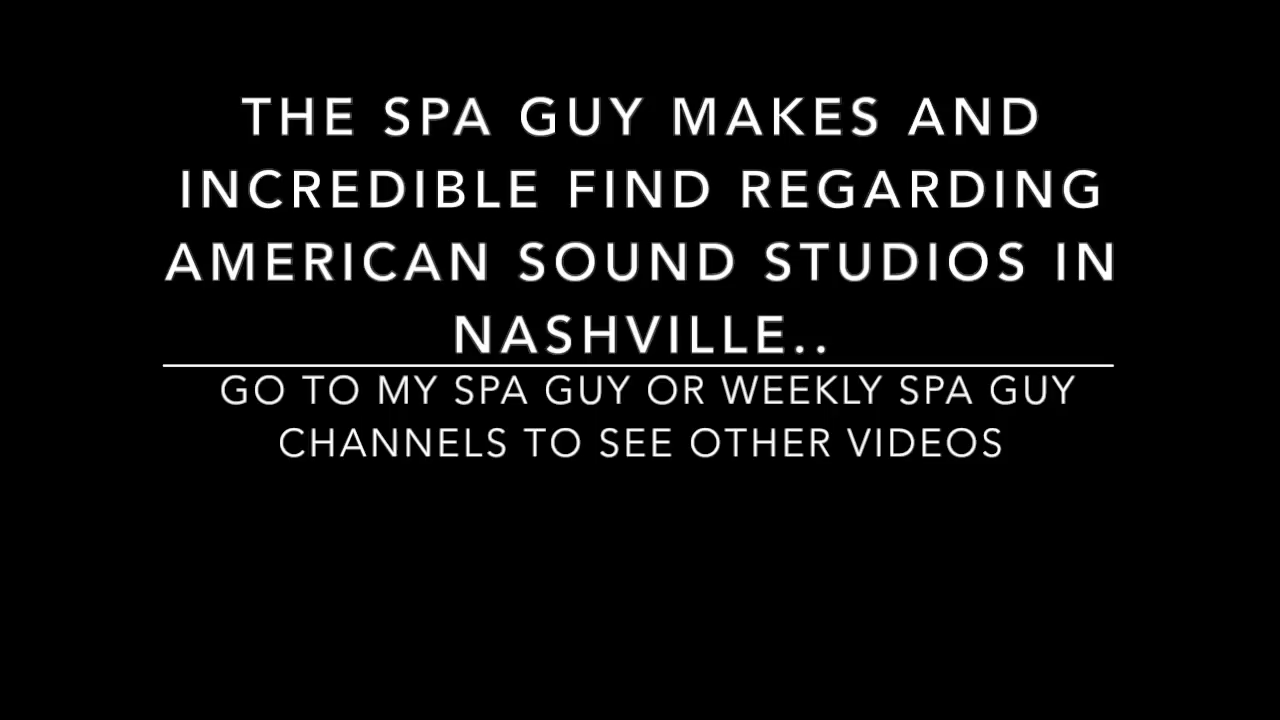 THE SPA GUY MAKES AND
INCREDIBLE FIND REGARDING
AMERICAN SOUND STUDIOS IN
NASHVILLE..
GO TO MY SPA GUY OR WEEKLY SPA GUY
CHANNELS TO SEE OTHER VIDEOS